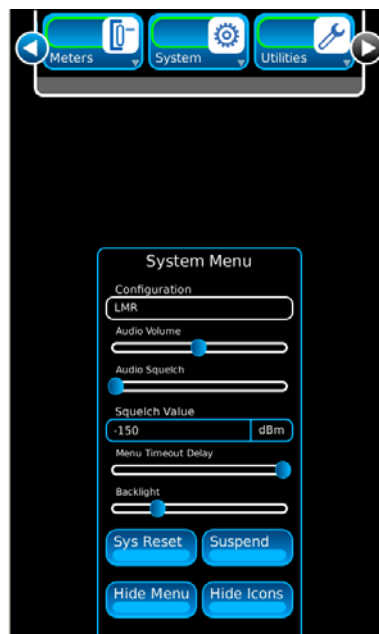 Meters
System
Utilities
System Menu
Configuration
LMR
Audio Volume
Audio Squelch
Squelch Value
-150 dBm
Menu Timeout Delay
Backlight
Sys Reset Suspend
Hide Menu Hide Icons